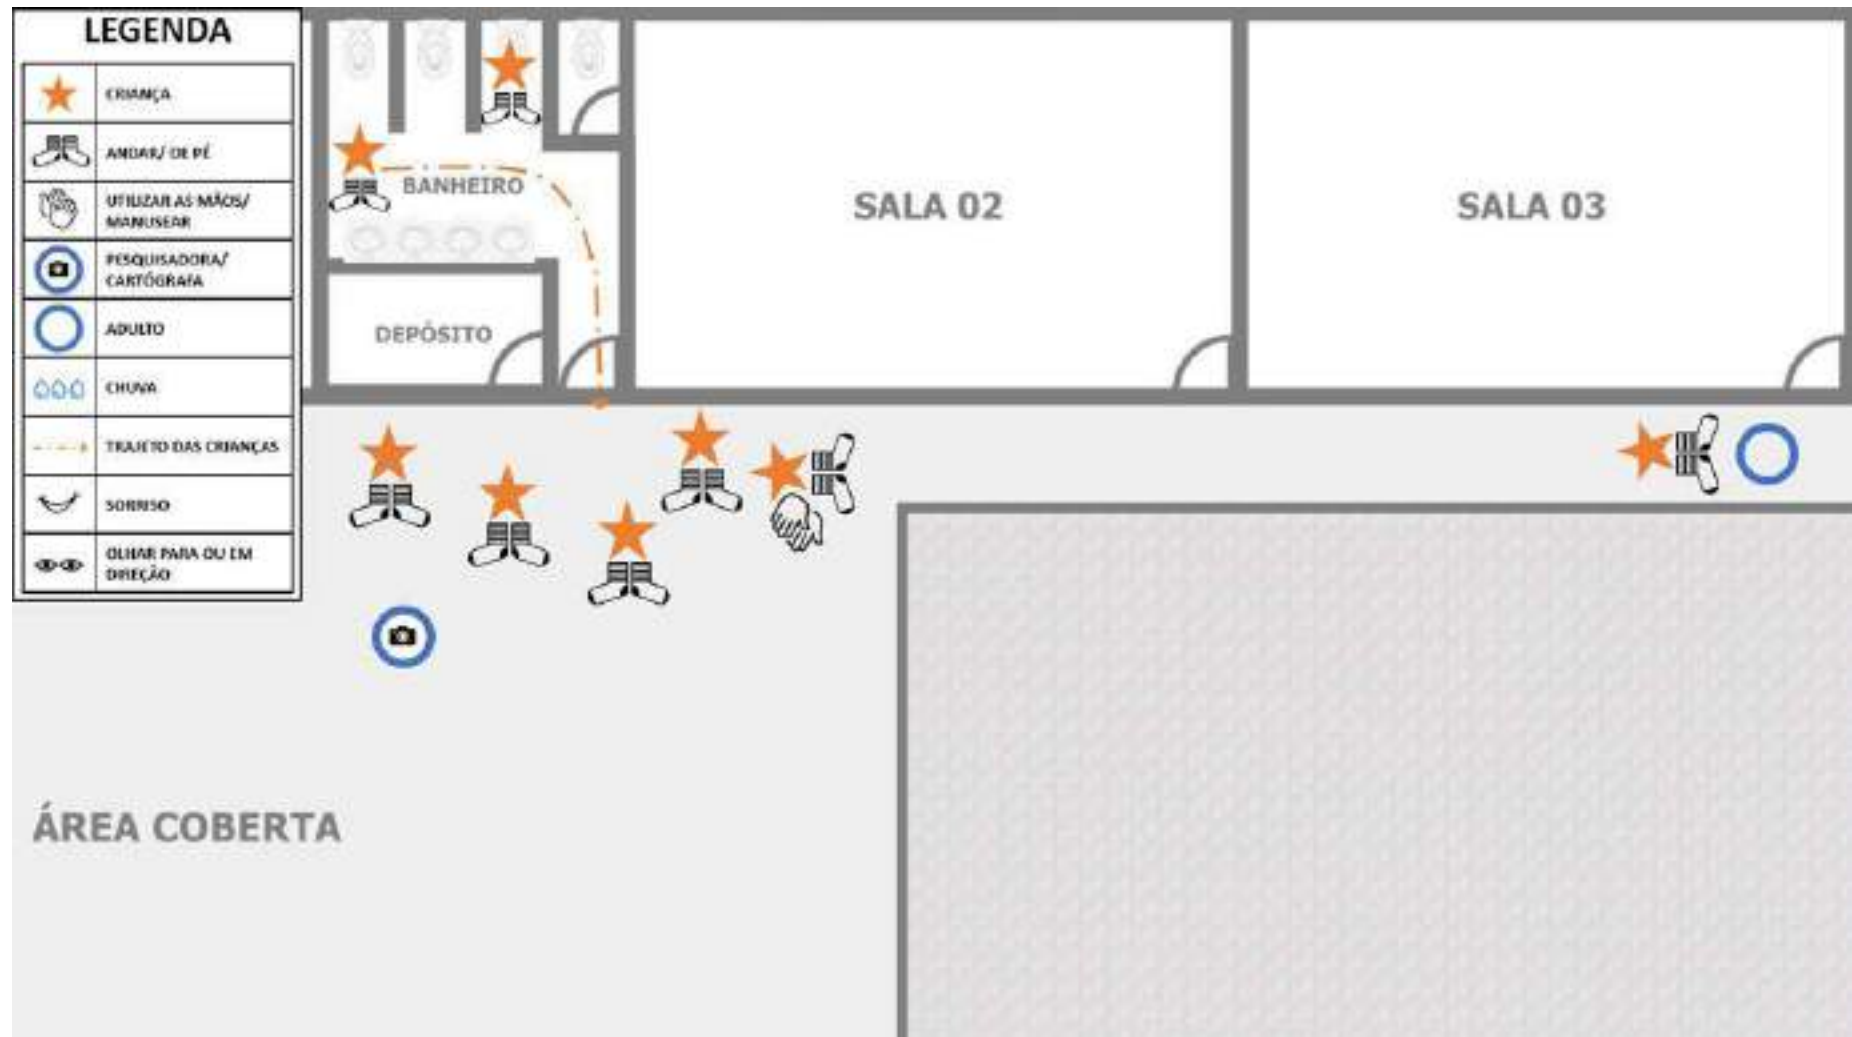 LEGENDA
CRIANÇA
ANDAR/ DE PÉ
UTILIZAR AS MÃOS/
MANUSEAR
PESQUISADORA/
CARTÓGRAFA
ADULTO
CHUVA
TRAJETO DAS CRIANÇAS
SORRISO
OLHAR PARA OU EM
DIREÇÃO
BANHEIRO
DEPÓSITO
SALA 02
SALA 03
ÁREA COBERTA